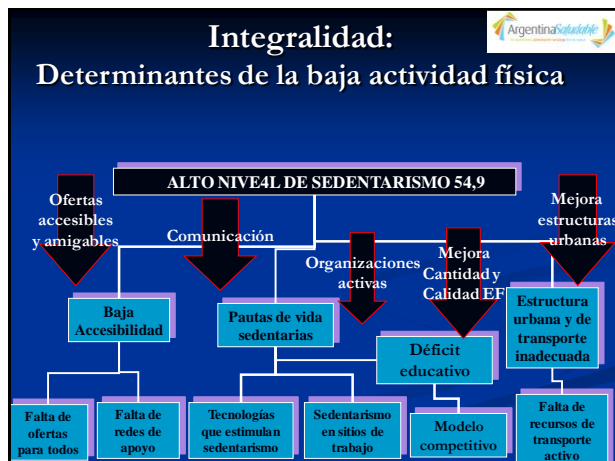 Integralidad:
Determinantes de la baja actividad física
ArgentinaSaludable
ALTO NIVE4L DE SEDENTARISMO 54,9
Ofertas
accesibles
y amigables
Comunicación
Organizaciones
activas
Mejora
Cantidad y
Calidad EF
Mejora
estructuras
urbanas
Baja
Accesibilidad
Pautas de vida
sedentarias
Déficit
educativo
Estructura
urbana y de
transporte
inadecuada
Falta de
ofertas
para todos
Falta de
redes de
apoyo
Tecnologías
que estimulan
sedentarismo
Sedentarismo
en sitios de
trabajo
Modelo
competitivo
Falta de
recursos de
transporte
activo